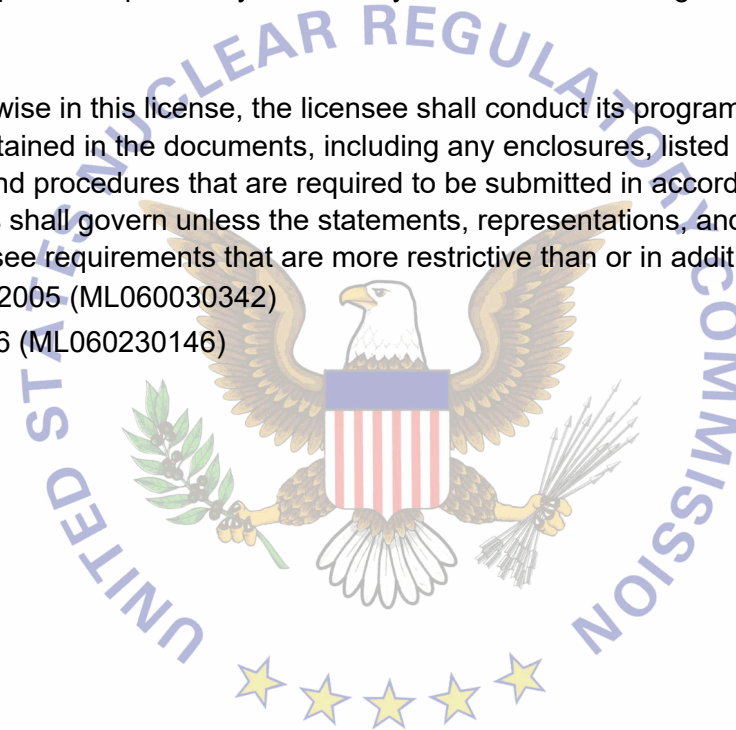 wise in this license, the licensee shall conduct its program
tained in the documents, including any enclosures, listed
nd procedures that are required to be submitted in accord
s shall govern unless the statements, representations, and
see requirements that are more restrictive than or in addit
2005 (ML060030342)
6 (ML060230146)
UNITED STATES NUCLEAR REGULATORY COMMISSION